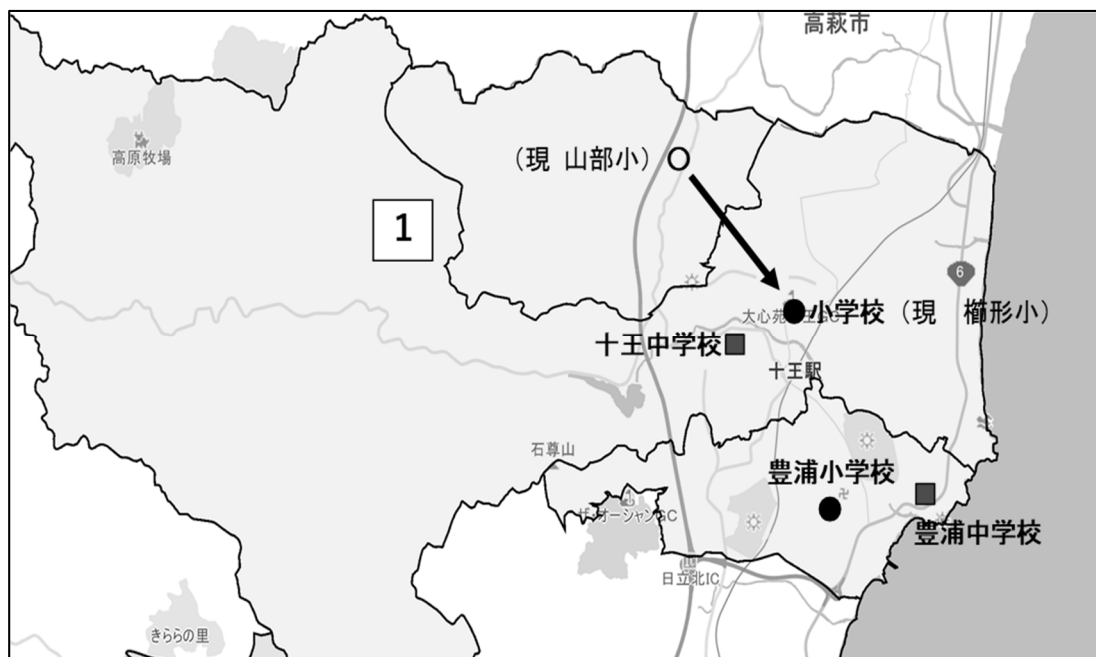 高萩市
高原牧場
（現 山部小）
1
6
小学校（現 櫛形小）
十王中学校
十王駅
石尊山
豊浦小学校
ザ・オーシャンGC
豊浦中学校
日立北IC
きららの里